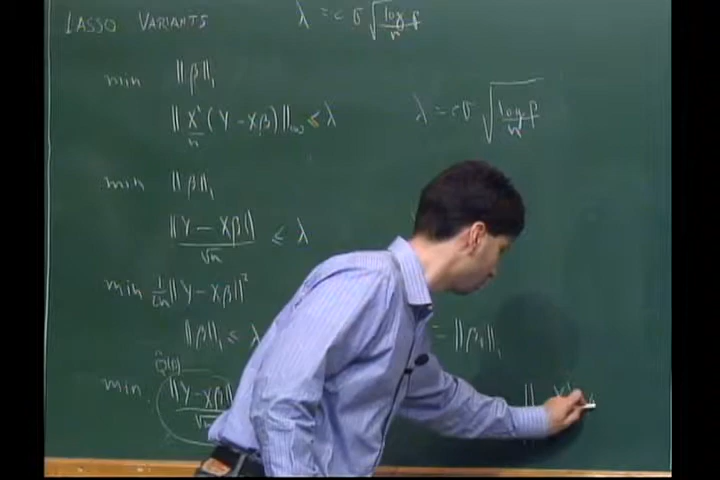 LASSO VARIANTS
λ = c σ √(log p / n)
min ‖β‖₁
‖X'/n (Y - Xβ)‖∞ ≤ λ
λ = cσ √(log p / n)
min ‖β‖₁
‖Y - Xβ‖ / √n ≤ λ
min 1/2n ‖Y - Xβ‖²
‖β‖₁ ≤ λ
= ‖β₀‖₁
Q̂(β)
min ‖Y - Xβ‖ / √n